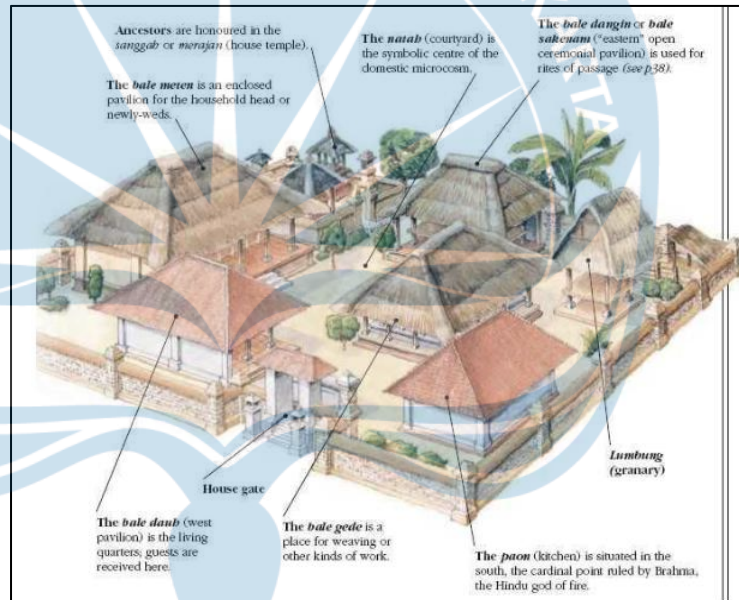 Ancestors are honoured in the
sanggah or merajan (house temple).
The bale meten is an enclosed
pavilion for the household head or
newly-weds.
The natah (courtyard) is
the symbolic centre of the
domestic microcosm.
The bale dangin or bale
sakenam ("eastern" open
ceremonial pavilion) is used for
rites of passage (see p38).
ARTA
Lumbung
(granary)
House gate
The bale dauh (west
pavilion) is the living
quarters; guests are
received here.
The bale gede is a
place for weaving or
other kinds of work.
The paon (kitchen) is situated in the
south, the cardinal point ruled by Brahma,
the Hindu god of fire.